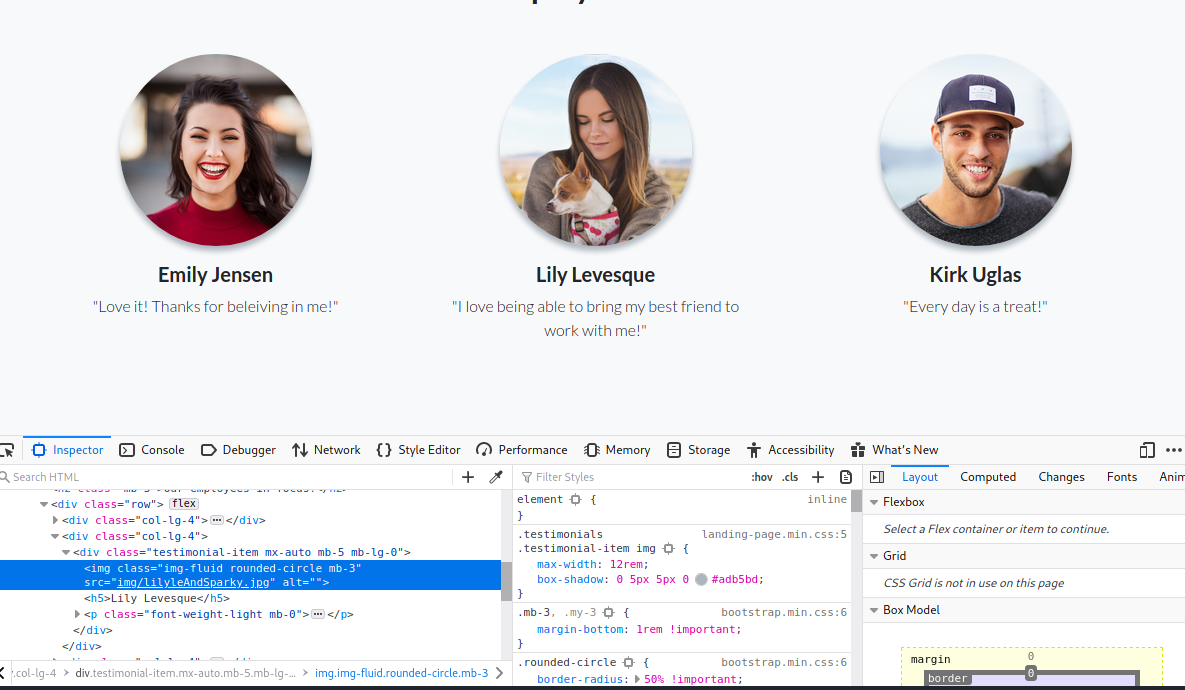 Emily Jensen
Lily Levesque
Kirk Uglas
"Love it! Thanks for beleiving in me!"
"I love being able to bring my best friend to
work with me!"
"Every day is a treat!"
Inspector
Console
Debugger
Network
Style Editor
Performance
Memory
Storage
Accessibility
What's New
Search HTML
<div class="row"> flex
<div class="col-lg-4"> </div>
<div class="col-lg-4">
<div class="testimonial-item mx-auto mb-5 mb-lg-0">
<img class="img-fluid rounded-circle mb-3"
src="img/lilyleAndSparky.jpg" alt="">
<h5>Lily Levesque</h5>
<p class="font-weight-light mb-0"> </p>
</div>
</div>
.col-lg-4
div.testimonial-item.mx-auto.mb-5.mb-lg-...
img.img-fluid.rounded-circle.mb-3
Filter Styles
:hov .cls
element { inline
}
.testimonials landing-page.min.css:5
.testimonial-item img {
max-width: 12rem;
box-shadow: 0 5px 5px 0 #adb5bd;
}
.mb-3, .my-3 { bootstrap.min.css:6
margin-bottom: 1rem !important;
}
.rounded-circle { bootstrap.min.css:6
border-radius: 50% !important;
Layout
Computed
Changes
Fonts
Anim
Flexbox
Select a Flex container or item to continue.
Grid
CSS Grid is not in use on this page
Box Model
margin 0
border 0